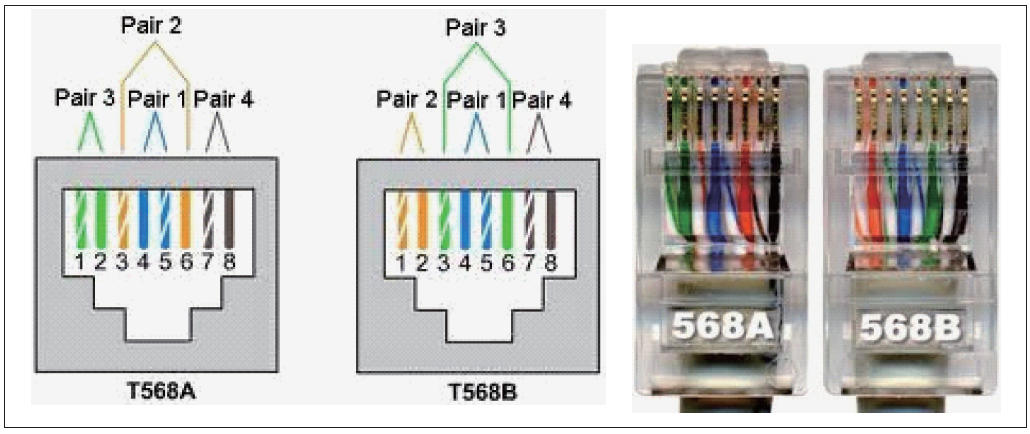 Pair 2
Pair 3 Pair 1 Pair 4
1 2 3 4 5 6 7 8
T568A
Pair 3
Pair 2 Pair 1 Pair 4
1 2 3 4 5 6 7 8
T568B
568A
568B